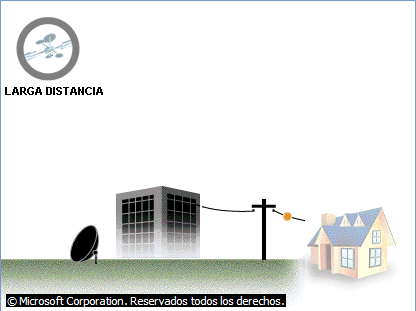 LARGA DISTANCIA
© Microsoft Corporation. Reservados todos los derechos.